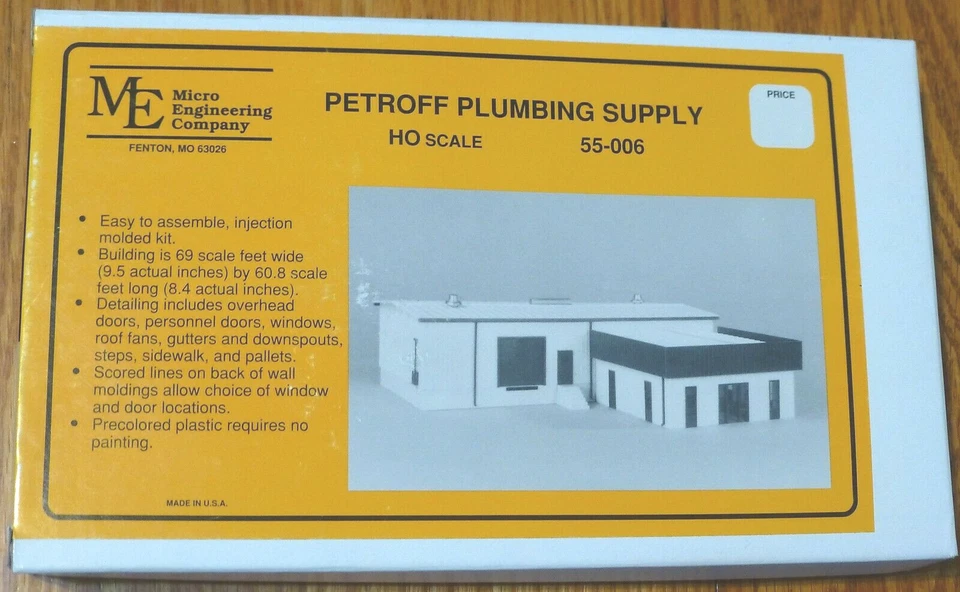 ME Micro
Engineering
Company
FENTON, MO 63026
PETROFF PLUMBING SUPPLY
HO SCALE 55-006
PRICE
• Easy to assemble, injection
molded kit.
• Building is 69 scale feet wide
(9.5 actual inches) by 60.8 scale
feet long (8.4 actual inches).
• Detailing includes overhead
doors, personnel doors, windows,
roof fans, gutters and downspouts,
steps, sidewalk, and pallets.
• Scored lines on back of wall
moldings allow choice of window
and door locations.
• Precolored plastic requires no
painting.
MADE IN U.S.A.